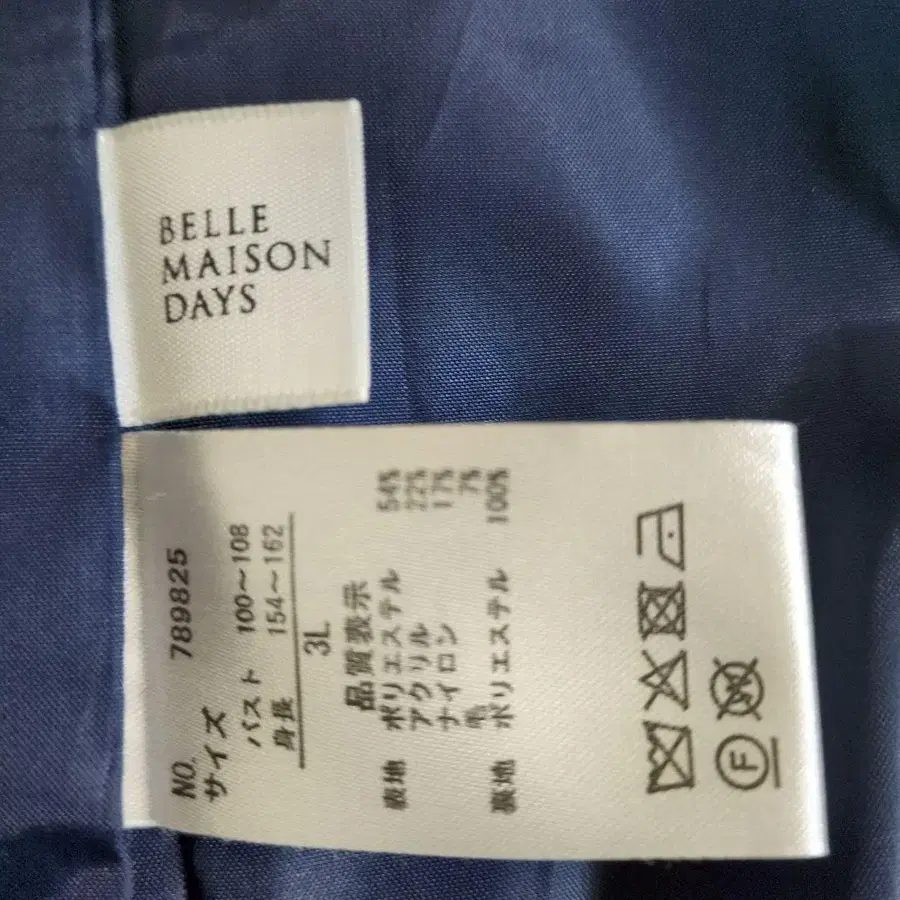 BELLE
MAISON
DAYS
NO. 789825
サイズ
バスト 100～108
身長 154～162
3L
品質表示
表地 ポリエステル 54%
アクリル 22%
ナイロン 17%
毛 7%
裏地 ポリエステル 100%
F W